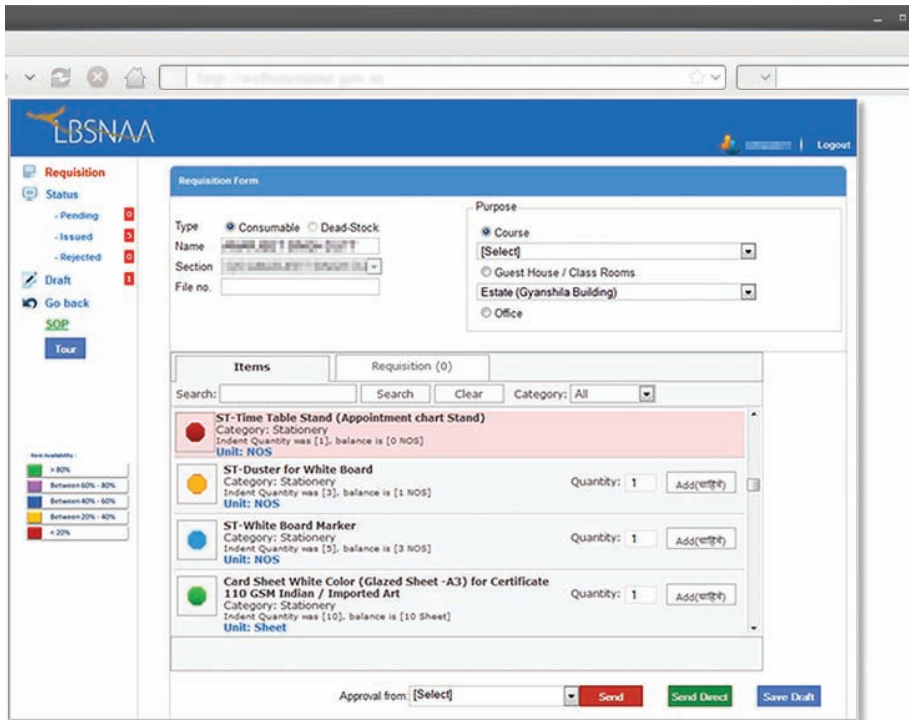 LBSNAA
Logout
Requisition
Status
- Pending 0
- Issued 5
- Rejected 0
Draft 1
Go back
SOP
Tour
Item Availability :
> 80%
Between 60% - 80%
Between 40% - 60%
Between 20% - 40%
< 20%
Requisition Form
Type Consumable Dead-Stock
Name
Section
File no.
Purpose
Course
[Select]
Guest House / Class Rooms
Estate (Gyanshila Building)
Office
Items Requisition (0)
Search: Search Clear Category: All
ST-Time Table Stand (Appointment chart Stand)
Category: Stationery
Indent Quantity was [1], balance is [0 NOS]
Unit: NOS
ST-Duster for White Board
Category: Stationery
Indent Quantity was [3], balance is [1 NOS]
Unit: NOS
Quantity: 1 Add(चाहिये)
ST-White Board Marker
Category: Stationery
Indent Quantity was [5], balance is [3 NOS]
Unit: NOS
Quantity: 1 Add(चाहिये)
Card Sheet White Color (Glazed Sheet -A3) for Certificate
110 GSM Indian / Imported Art
Category: Stationery
Indent Quantity was [10], balance is [10 Sheet]
Unit: Sheet
Quantity: 1 Add(चाहिये)
Approval from: [Select] Send Send Direct Save Draft